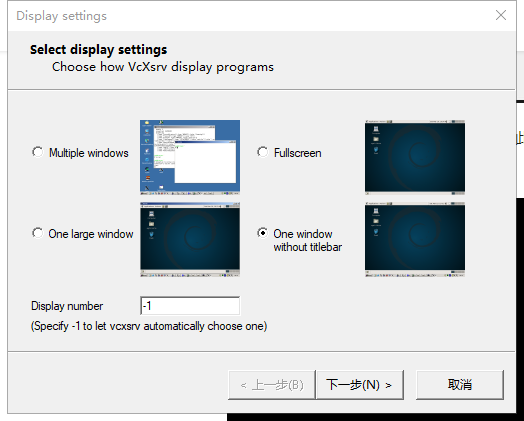 Display settings
Select display settings
Choose how VcXsrv display programs
Multiple windows
Fullscreen
One large window
One window
without titlebar
Display number
-1
(Specify -1 to let vcxsrv automatically choose one)
< 上一步(B)
下一步(N) >
取消